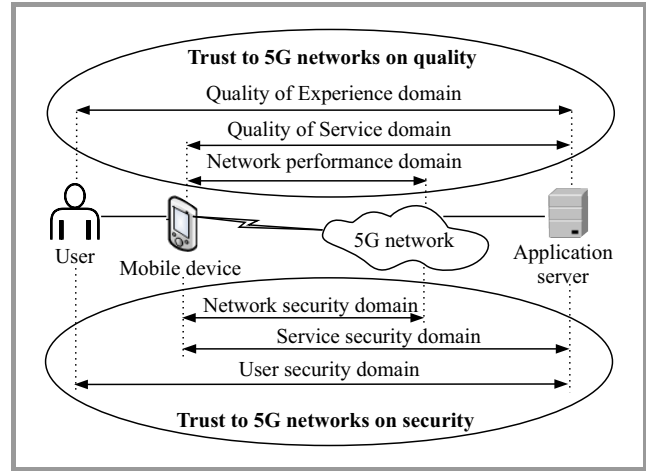 Trust to 5G networks on quality
Quality of Experience domain
Quality of Service domain
Network performance domain
User
Mobile device
5G network
Application
server
Network security domain
Service security domain
User security domain
Trust to 5G networks on security